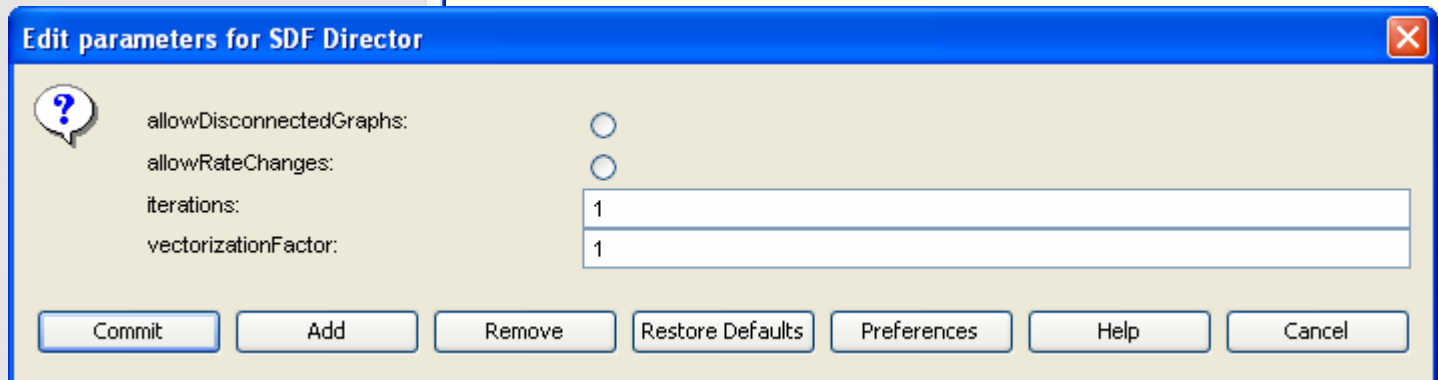 Edit parameters for SDF Director
?
allowDisconnectedGraphs:
allowRateChanges:
iterations: 1
vectorizationFactor: 1
Commit Add Remove Restore Defaults Preferences Help Cancel